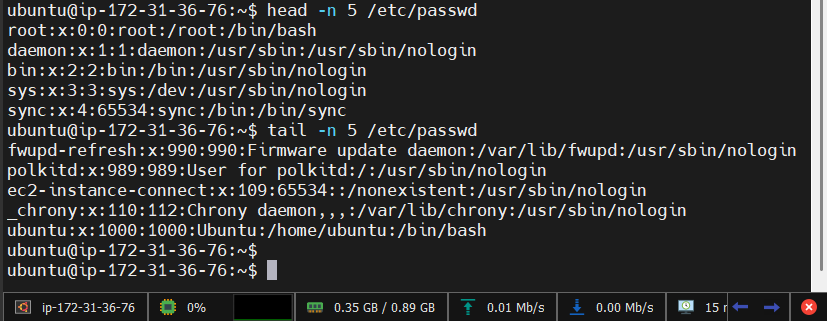 ubuntu@ip-172-31-36-76:~$ head -n 5 /etc/passwd
root:x:0:0:root:/root:/bin/bash
daemon:x:1:1:daemon:/usr/sbin:/usr/sbin/nologin
bin:x:2:2:bin:/bin:/usr/sbin/nologin
sys:x:3:3:sys:/dev:/usr/sbin/nologin
sync:x:4:65534:sync:/bin:/bin/sync
ubuntu@ip-172-31-36-76:~$ tail -n 5 /etc/passwd
fwupd-refresh:x:990:990:Firmware update daemon:/var/lib/fwupd:/usr/sbin/nologin
polkitd:x:989:989:User for polkitd:/:/usr/sbin/nologin
ec2-instance-connect:x:109:65534::/nonexistent:/usr/sbin/nologin
_chrony:x:110:112:Chrony daemon,,,:/var/lib/chrony:/usr/sbin/nologin
ubuntu:x:1000:1000:Ubuntu:/home/ubuntu:/bin/bash
ubuntu@ip-172-31-36-76:~$
ubuntu@ip-172-31-36-76:~$
ip-172-31-36-76 0% 0.35 GB / 0.89 GB 0.01 Mb/s 0.00 Mb/s 15